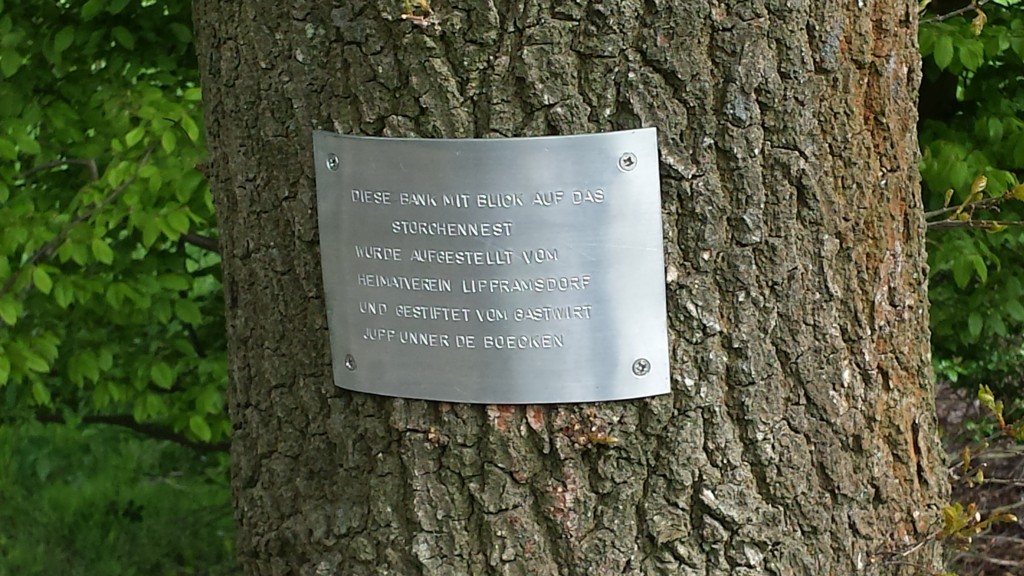 DIESE BANK MIT BLICK AUF DAS
STORCHENNEST
WURDE AUFGESTELLT VOM
HEIMATVEREIN LIPPRAMSDORF
UND GESTIFTET VOM GASTWIRT
JUPP UNNER DE BOECKEN